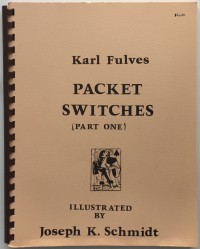 Karl Fulves
PACKET
SWITCHES
(PART ONE)
ILLUSTRATED
BY
Joseph K. Schmidt